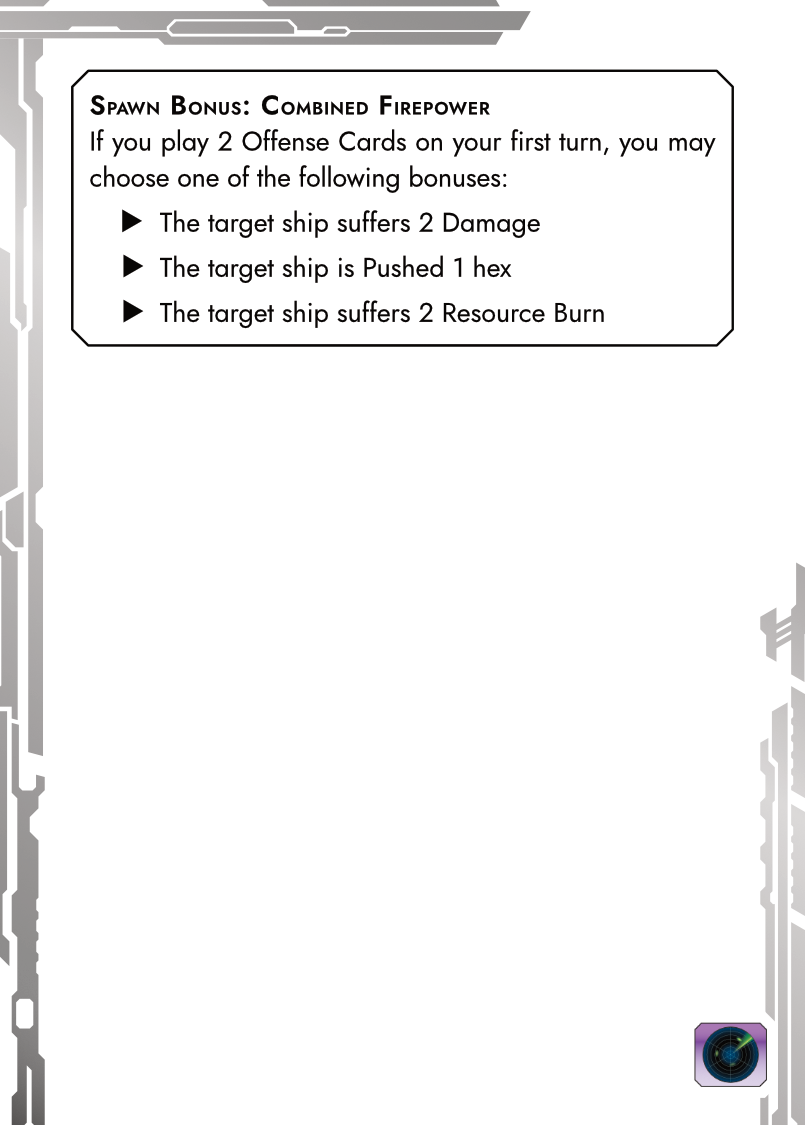 Spawn Bonus: Combined Firepower
If you play 2 Offense Cards on your first turn, you may
choose one of the following bonuses:
▶ The target ship suffers 2 Damage
▶ The target ship is Pushed 1 hex
▶ The target ship suffers 2 Resource Burn